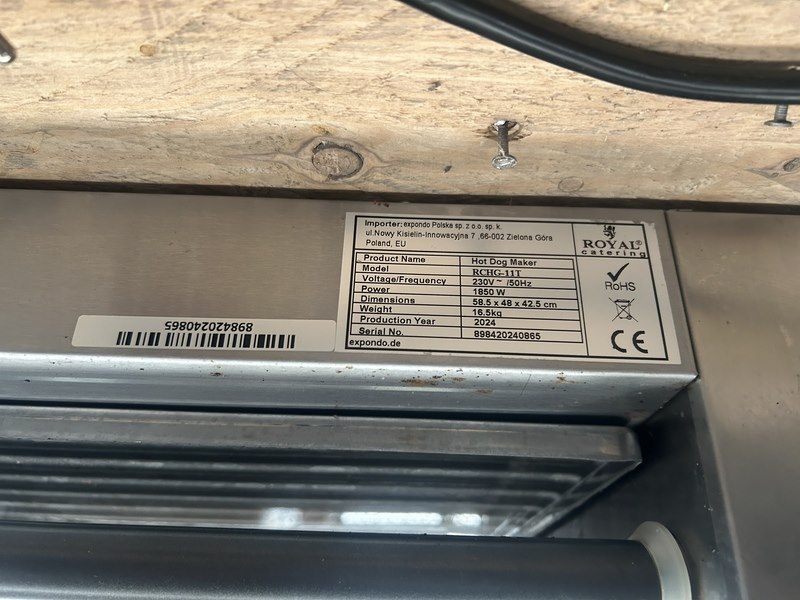 Importer: expondo Polska sp. z o.o. sp. k.
ul.Nowy Kisielin-Innowacyjna 7 ,66-002 Zielona Góra
Poland, EU
ROYAL®
catering
Product Name Hot Dog Maker
Model RCHG-11T
Voltage/Frequency 230V~ /50Hz
Power 1850 W
Dimensions 58.5 x 48 x 42.5 cm
Weight 16.5kg
Production Year 2024
Serial No. 898420240865
expondo.de
RoHS
CE
898420240865